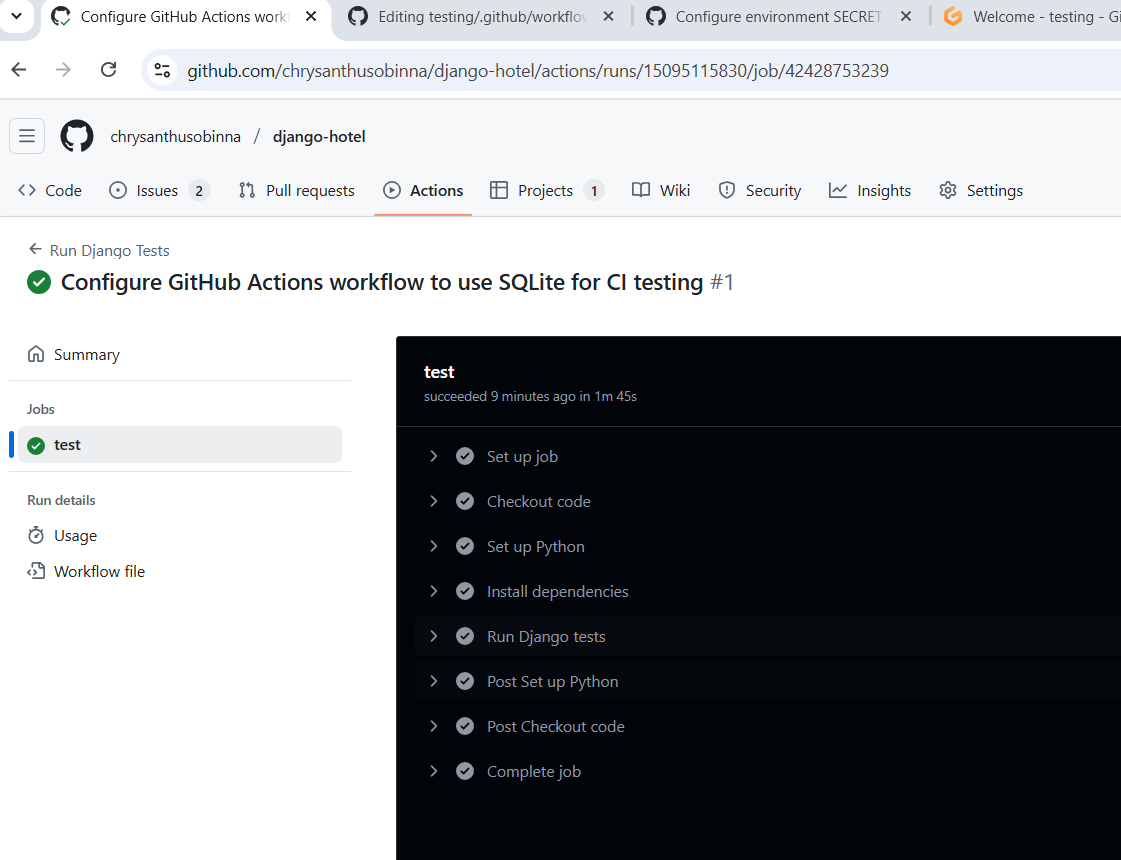 Configure GitHub Actions work
Editing testing/.github/workflow
Configure environment SECRET_
Welcome - testing - Gi
github.com/chrysanthusobinna/django-hotel/actions/runs/15095115830/job/42428753239
chrysanthusobinna / django-hotel
Code
Issues 2
Pull requests
Actions
Projects 1
Wiki
Security
Insights
Settings
Run Django Tests
Configure GitHub Actions workflow to use SQLite for CI testing #1
Summary
Jobs
test
Run details
Usage
Workflow file
test
succeeded 9 minutes ago in 1m 45s
Set up job
Checkout code
Set up Python
Install dependencies
Run Django tests
Post Set up Python
Post Checkout code
Complete job